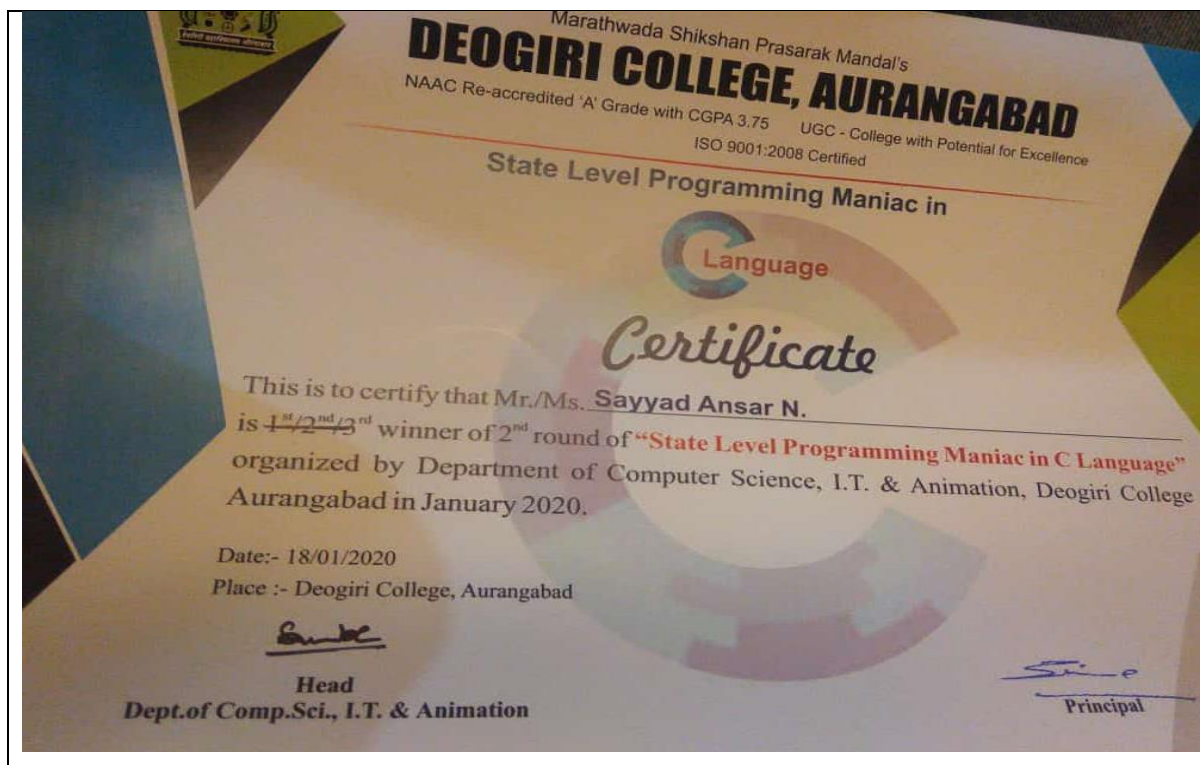 Marathwada Shikshan Prasarak Mandal's
DEOGIRI COLLEGE, AURANGABAD
NAAC Re-accredited 'A' Grade with CGPA 3.75 UGC - College with Potential for Excellence
ISO 9001:2008 Certified
State Level Programming Maniac in
C Language
Certificate
This is to certify that Mr./Ms. Sayyad Ansar N.
is 1st/2nd/3rd winner of 2nd round of “State Level Programming Maniac in C Language”
organized by Department of Computer Science, I.T. & Animation, Deogiri College
Aurangabad in January 2020.
Date:- 18/01/2020
Place :- Deogiri College, Aurangabad
Head
Dept.of Comp.Sci., I.T. & Animation
Principal